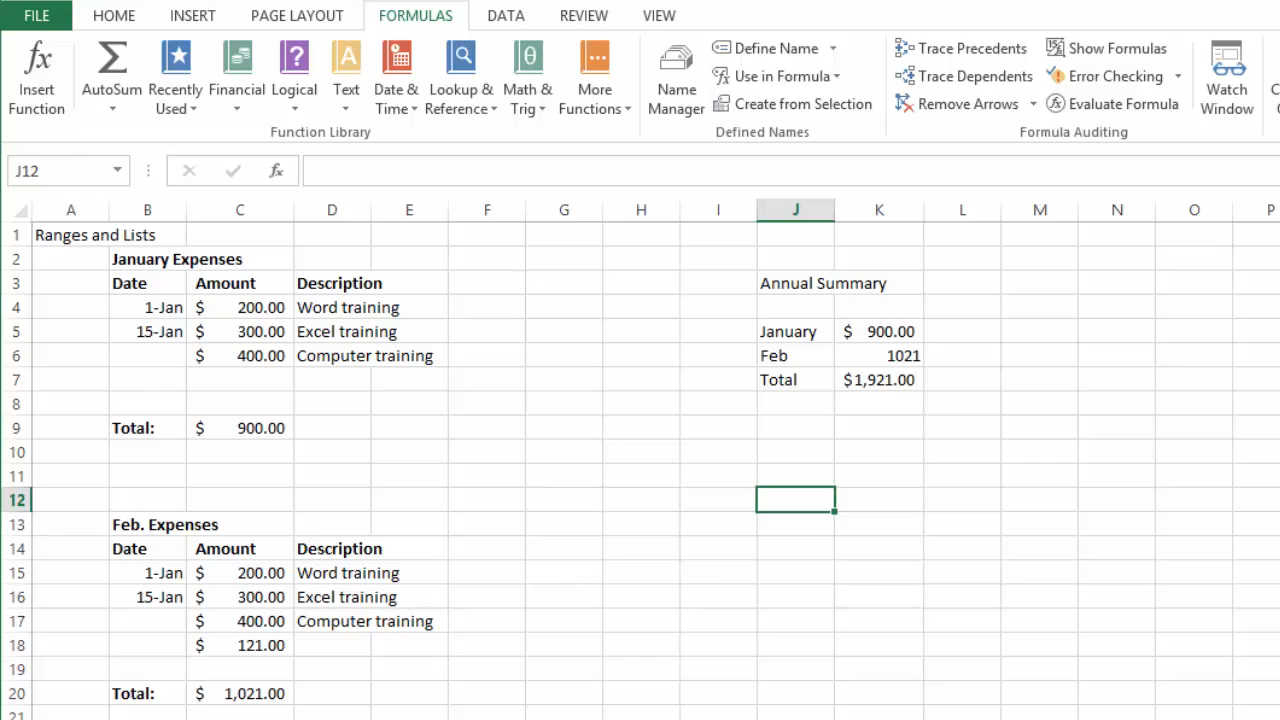 FILE HOME INSERT PAGE LAYOUT FORMULAS DATA REVIEW VIEW
fx Insert Function
Σ AutoSum
Recently Used
Financial
? Logical
A Text
Date & Time
Lookup & Reference
θ Math & Trig
More Functions
Function Library
Name Manager
Define Name
Use in Formula
Create from Selection
Defined Names
Trace Precedents
Trace Dependents
Remove Arrows
Show Formulas
Error Checking
fx Evaluate Formula
Formula Auditing
Watch Window
J12 fx
A B C D E F G H I J K L M N O P
1 Ranges and Lists
2 January Expenses
3 Date Amount Description Annual Summary
4 1-Jan $ 200.00 Word training
5 15-Jan $ 300.00 Excel training January $ 900.00
6 $ 400.00 Computer training Feb 1021
7 Total $1,921.00
8
9 Total: $ 900.00
10
11
12
13 Feb. Expenses
14 Date Amount Description
15 1-Jan $ 200.00 Word training
16 15-Jan $ 300.00 Excel training
17 $ 400.00 Computer training
18 $ 121.00
19
20 Total: $ 1,021.00
21